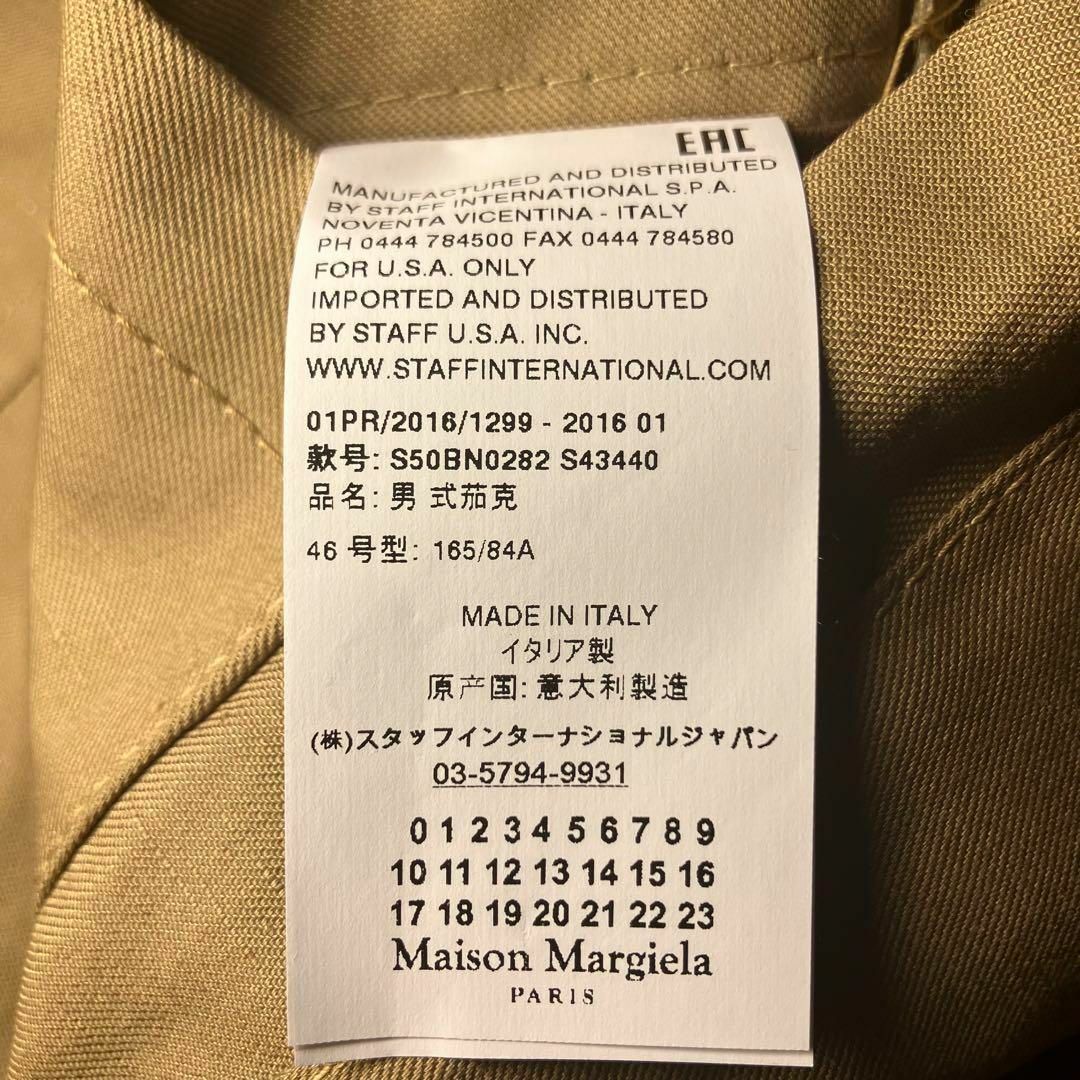 EAC
MANUFACTURED AND DISTRIBUTED
BY STAFF INTERNATIONAL S.P.A.
NOVENTA VICENTINA - ITALY
PH 0444 784500 FAX 0444 784580
FOR U.S.A. ONLY
IMPORTED AND DISTRIBUTED
BY STAFF U.S.A. INC.
WWW.STAFFINTERNATIONAL.COM
01PR/2016/1299 - 2016 01
款号: S50BN0282 S43440
品名: 男 式茄克
46 号型: 165/84A
MADE IN ITALY
イタリア製
原产国: 意大利製造
(株)スタッフインターナショナルジャパン
03-5794-9931
0 1 2 3 4 5 6 7 8 9
10 11 12 13 14 15 16
17 18 19 20 21 22 23
Maison Margiela
PARIS